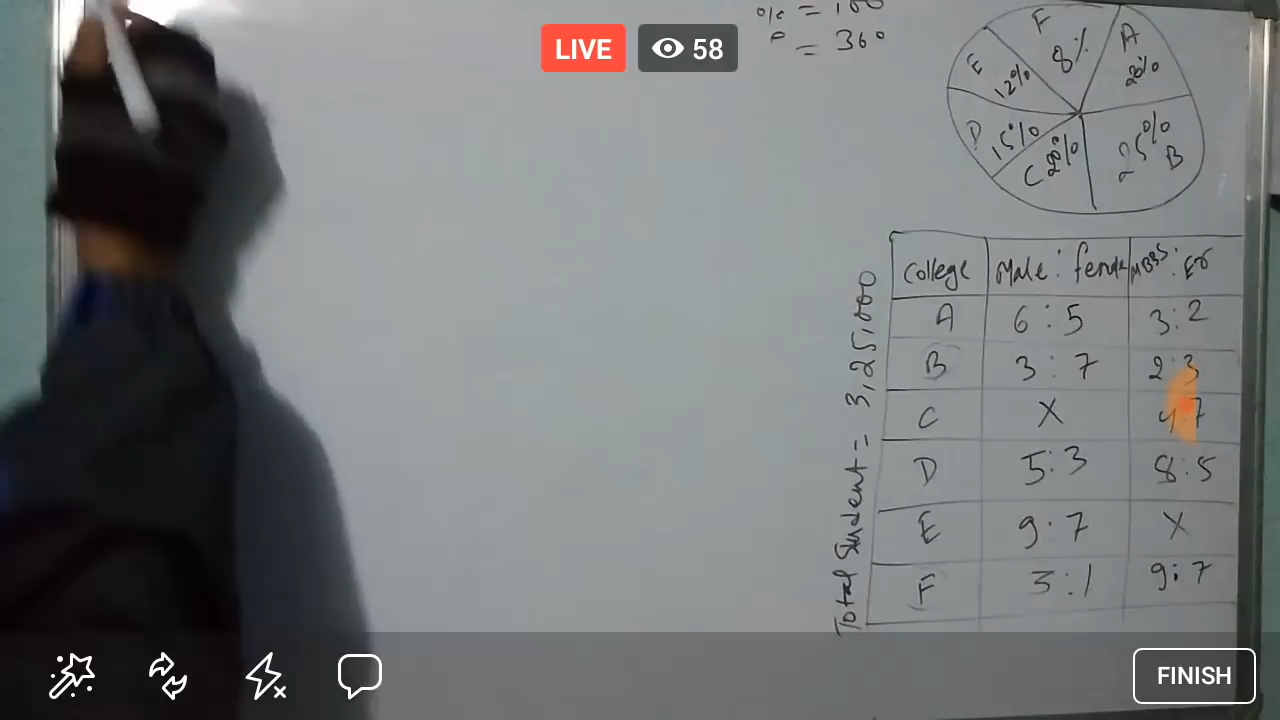 % = 100
° = 360
LIVE
58
F
8%
A
20%
E
12%
D
15%
C
20%
25%
B
Total Student = 3,25,000
College Male : female MBBS : Er
A 6 : 5 3 : 2
B 3 : 7 2 : 3
C X 4 7
D 5 : 3 8 : 5
E 9 : 7 X
F 3 : 1 9 : 7
FINISH